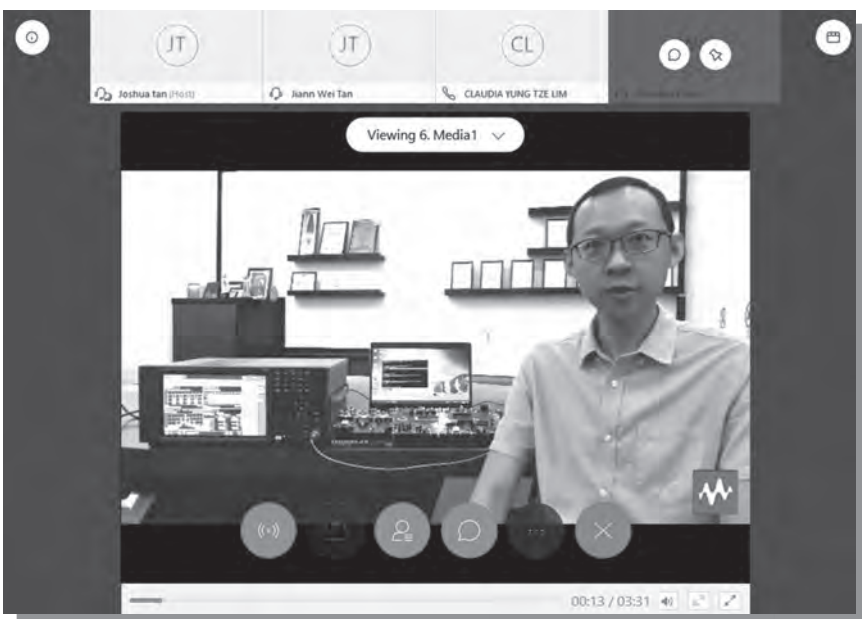 JT
JT
CL
Joshua tan (Host)
Jiann Wei Tan
CLAUDIA YUNG TZE LIM
Viewing 6. Media1
00:13 / 03:31